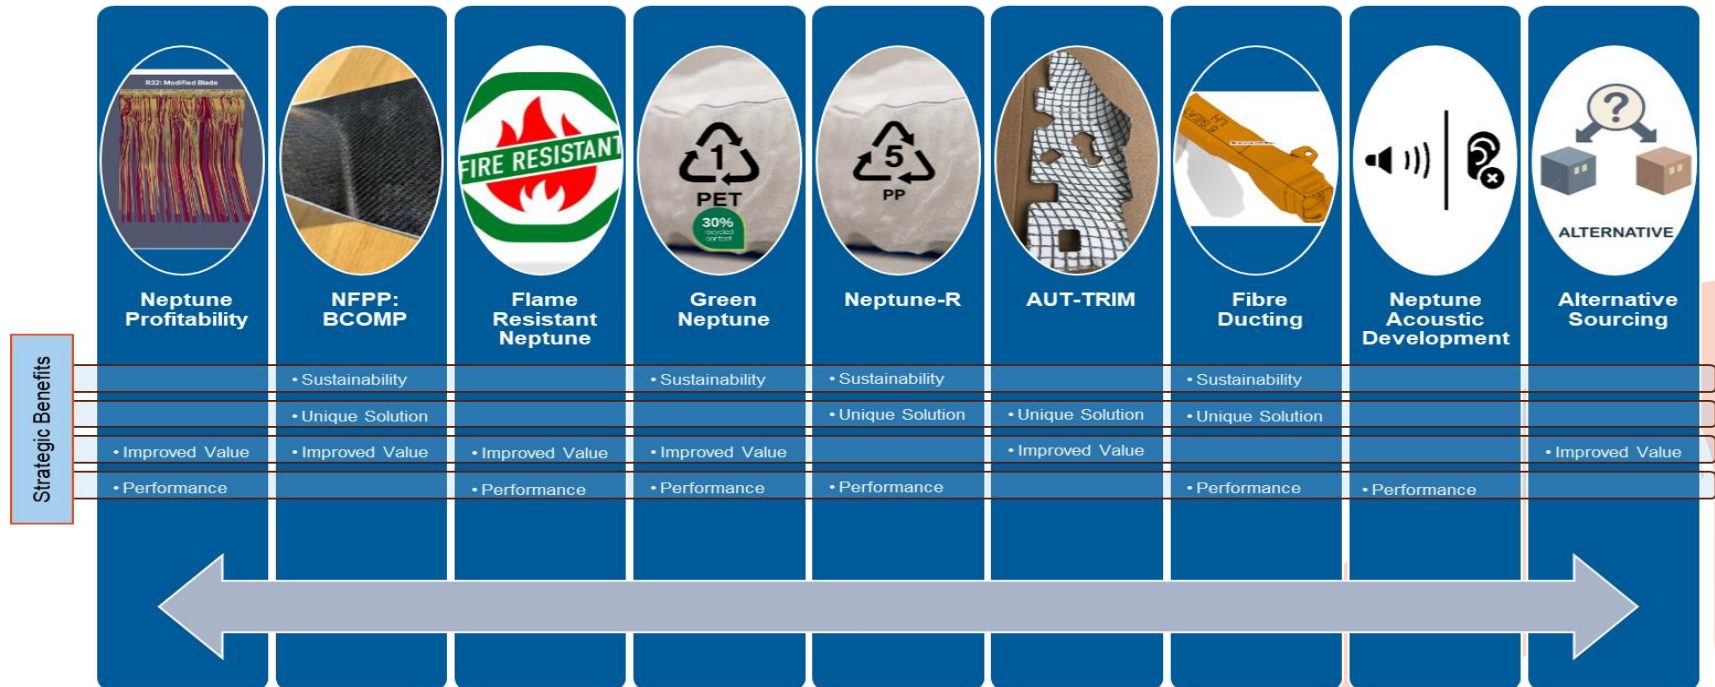 R32: Modified Blade
FIRE RESISTANT
1
PET
30%
recycled
content
5
PP
?
ALTERNATIVE
Neptune
Profitability
NFPP:
BCOMP
Flame
Resistant
Neptune
Green
Neptune
Neptune-R
AUT-TRIM
Fibre
Ducting
Neptune
Acoustic
Development
Alternative
Sourcing
Strategic Benefits
• Sustainability
• Sustainability
• Sustainability
• Sustainability
• Unique Solution
• Unique Solution
• Unique Solution
• Unique Solution
• Improved Value
• Improved Value
• Improved Value
• Improved Value
• Improved Value
• Improved Value
• Performance
• Performance
• Performance
• Performance
• Performance
• Performance